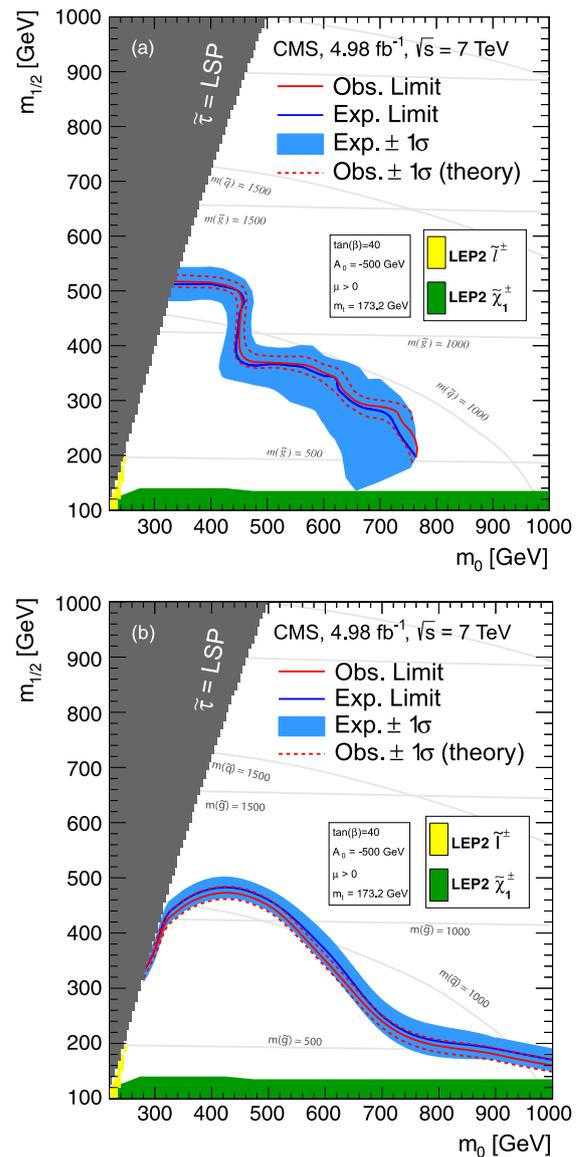 m1/2 [GeV]
1000
900
800
700
600
500
400
300
200
100
(a)
τ̃ = LSP
CMS, 4.98 fb⁻¹, √s = 7 TeV
Obs. Limit
Exp. Limit
Exp. ± 1σ
Obs. ± 1σ (theory)
m(q̃) = 1500
m(g̃) = 1500
tan(β)=40
A₀ = -500 GeV
μ > 0
mt = 173.2 GeV
LEP2 l̃±
LEP2 χ̃₁±
m(g̃) = 1000
m(q̃) = 1000
m(g̃) = 500
300 400 500 600 700 800 900 1000
m₀ [GeV]
m1/2 [GeV]
1000
900
800
700
600
500
400
300
200
100
(b)
τ̃ = LSP
CMS, 4.98 fb⁻¹, √s = 7 TeV
Obs. Limit
Exp. Limit
Exp. ± 1σ
Obs. ± 1σ (theory)
m(q̃) = 1500
m(g̃) = 1500
tan(β)=40
A₀ = -500 GeV
μ > 0
mt = 173.2 GeV
LEP2 l̃±
LEP2 χ̃₁±
m(g̃) = 1000
m(q̃) = 1000
m(g̃) = 500
300 400 500 600 700 800 900 1000
m₀ [GeV]